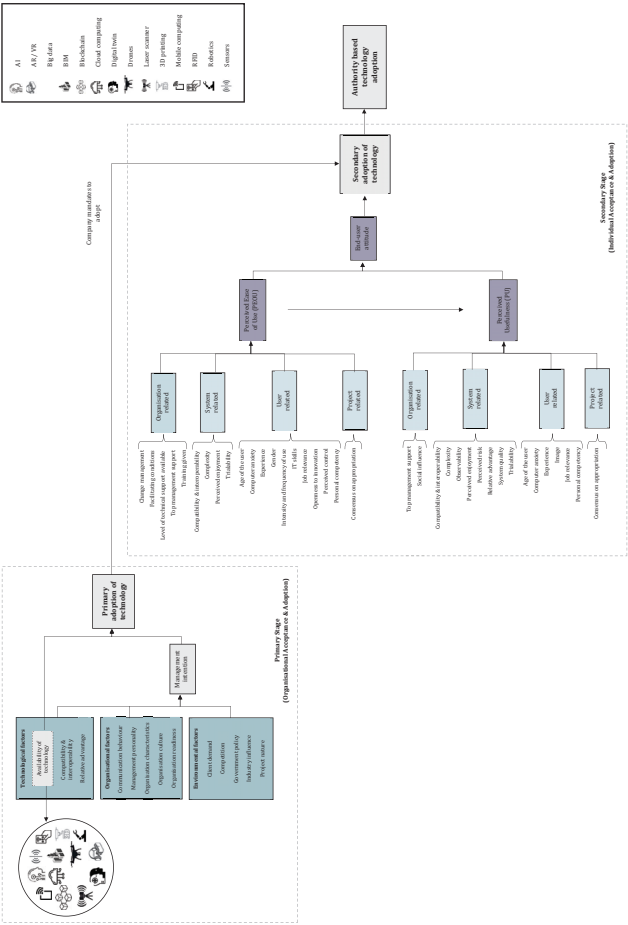 Technological factors
Availability of
technology
Compatibility &
interoperability
Relative advantage
Organisational factors
Communication behaviour
Management personality
Organisation characteristics
Organisation culture
Organisation readiness
Environmental factors
Client demand
Competition
Government policy
Industry influence
Project nature
Management
intention
Primary
adoption of
technology
Primary Stage
(Organisational Acceptance & Adoption)
Company mandates to
adopt
Change management
Facilitating conditions
Level of technical support available
Top management support
Training given
Organisation
related
Compatibility & interoperability
Complexity
Perceived enjoyment
Trialability
System
related
Age of the user
Computer anxiety
Experience
Gender
Intensity and frequency of use
IT skills
Job relevance
Openness to Innovation
Perceived control
Personal competency
User
related
Consensus on appropriation
Project
related
Perceived Ease
of Use (PEOU)
Top management support
Social influence
Organisation
related
Compatibility & interoperability
Complexity
Observability
Perceived enjoyment
Perceived risk
Relative advantage
System quality
Trialability
System
related
Age of the user
Computer anxiety
Experience
Image
Job relevance
Personal competency
User
related
Consensus on appropriation
Project
related
Perceived
Usefulness (PU)
End-user
attitude
Secondary
adoption of
technology
Secondary Stage
(Individual Acceptance & Adoption)
Authority based
technology
adoption
AI
AR/ VR
Big data
BIM
Blockchain
Cloud computing
Digital twin
Drones
Laser scanner
3D printing
Mobile computing
RFID
Robotics
Sensors